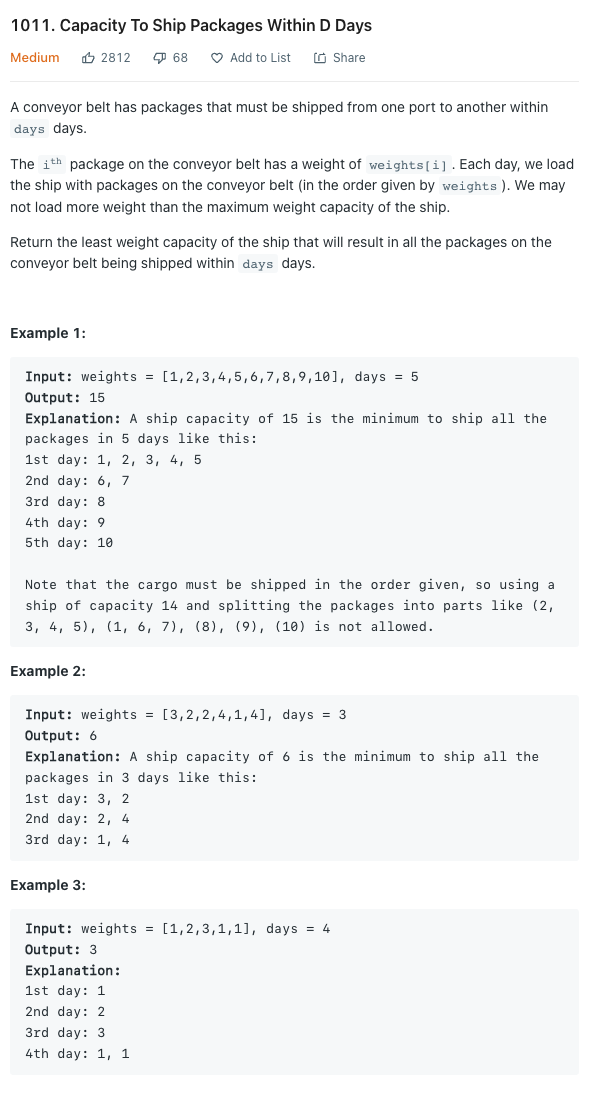 1011. Capacity To Ship Packages Within D Days
Medium 2812 68 Add to List Share
A conveyor belt has packages that must be shipped from one port to another within
days days.
The ith package on the conveyor belt has a weight of weights[i]. Each day, we load
the ship with packages on the conveyor belt (in the order given by weights). We may
not load more weight than the maximum weight capacity of the ship.
Return the least weight capacity of the ship that will result in all the packages on the
conveyor belt being shipped within days days.
Example 1:
Input: weights = [1,2,3,4,5,6,7,8,9,10], days = 5
Output: 15
Explanation: A ship capacity of 15 is the minimum to ship all the
packages in 5 days like this:
1st day: 1, 2, 3, 4, 5
2nd day: 6, 7
3rd day: 8
4th day: 9
5th day: 10
Note that the cargo must be shipped in the order given, so using a
ship of capacity 14 and splitting the packages into parts like (2,
3, 4, 5), (1, 6, 7), (8), (9), (10) is not allowed.
Example 2:
Input: weights = [3,2,2,4,1,4], days = 3
Output: 6
Explanation: A ship capacity of 6 is the minimum to ship all the
packages in 3 days like this:
1st day: 3, 2
2nd day: 2, 4
3rd day: 1, 4
Example 3:
Input: weights = [1,2,3,1,1], days = 4
Output: 3
Explanation:
1st day: 1
2nd day: 2
3rd day: 3
4th day: 1, 1